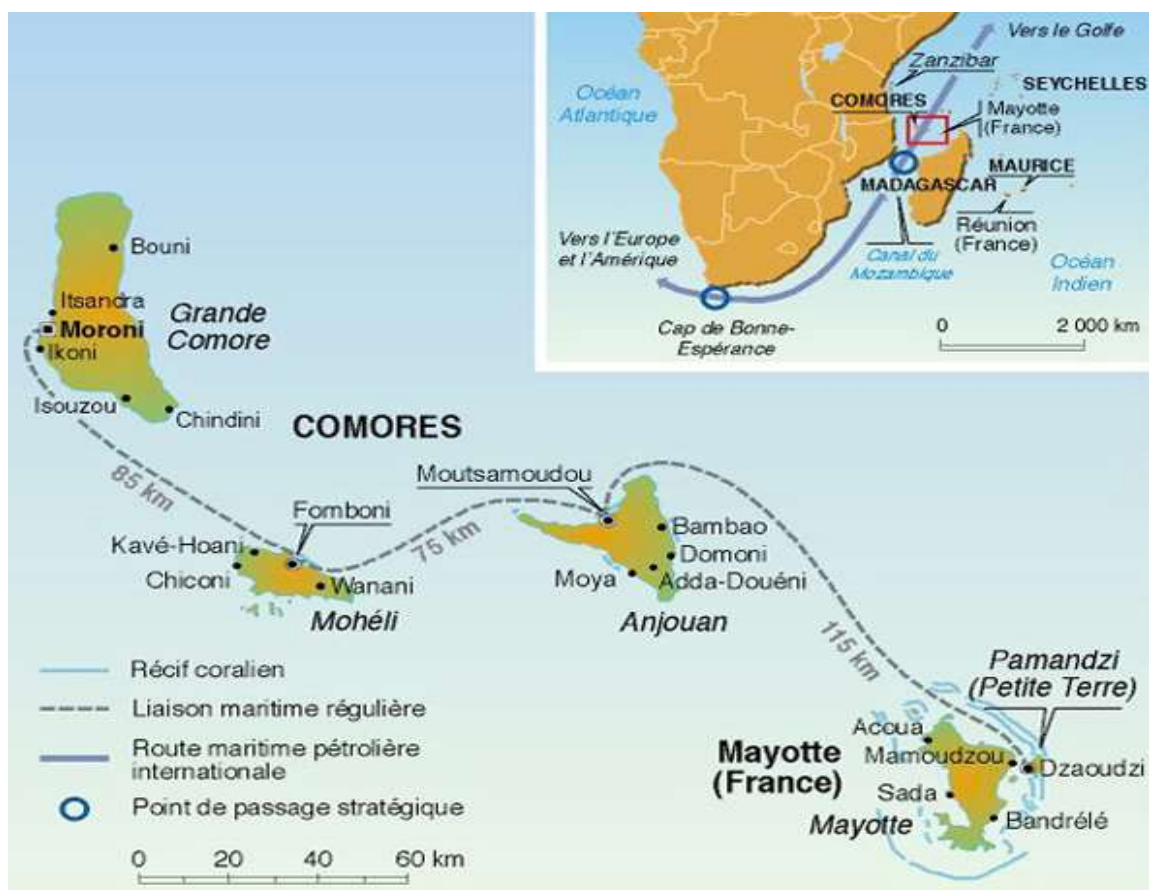 Vers le Golfe
Zanzibar
SEYCHELLES
Océan
Atlantique
COMORES
Mayotte
(France)
MAURICE
MADAGASCAR
Réunion
(France)
Vers l'Europe
et l'Amérique
Canal du
Mozambique
Océan
Indien
Cap de Bonne-
Espérance
0 2 000 km
Bouni
Itsandra
Moroni
Ikoni
Grande
Comore
Isouzou
Chindini
COMORES
85 km
Moutsamoudou
Fomboni
75 km
Kavé-Hoani
Chiconi
Wanani
Mohéli
Bambao
Domoni
Moya
Adda-Douéni
Anjouan
115 km
Pamandzi
(Petite Terre)
Acoua
Mamoudzou
Dzaoudzi
Mayotte
(France)
Sada
Mayotte
Bandrélé
Récif coralien
Liaison maritime régulière
Route maritime pétrolière
internationale
Point de passage stratégique
0 20 40 60 km